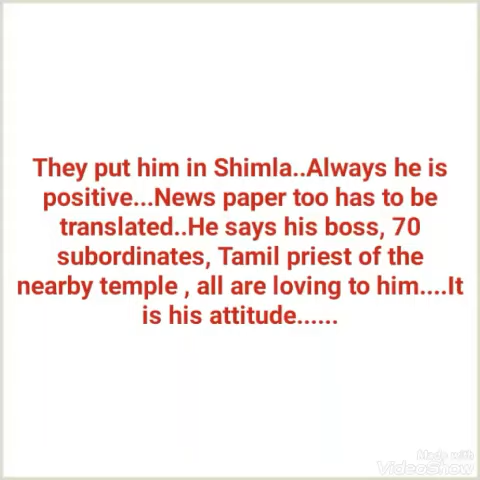 They put him in Shimla..Always he is
positive...News paper too has to be
translated..He says his boss, 70
subordinates, Tamil priest of the
nearby temple , all are loving to him....It
is his attitude......
Made with
VideoShow